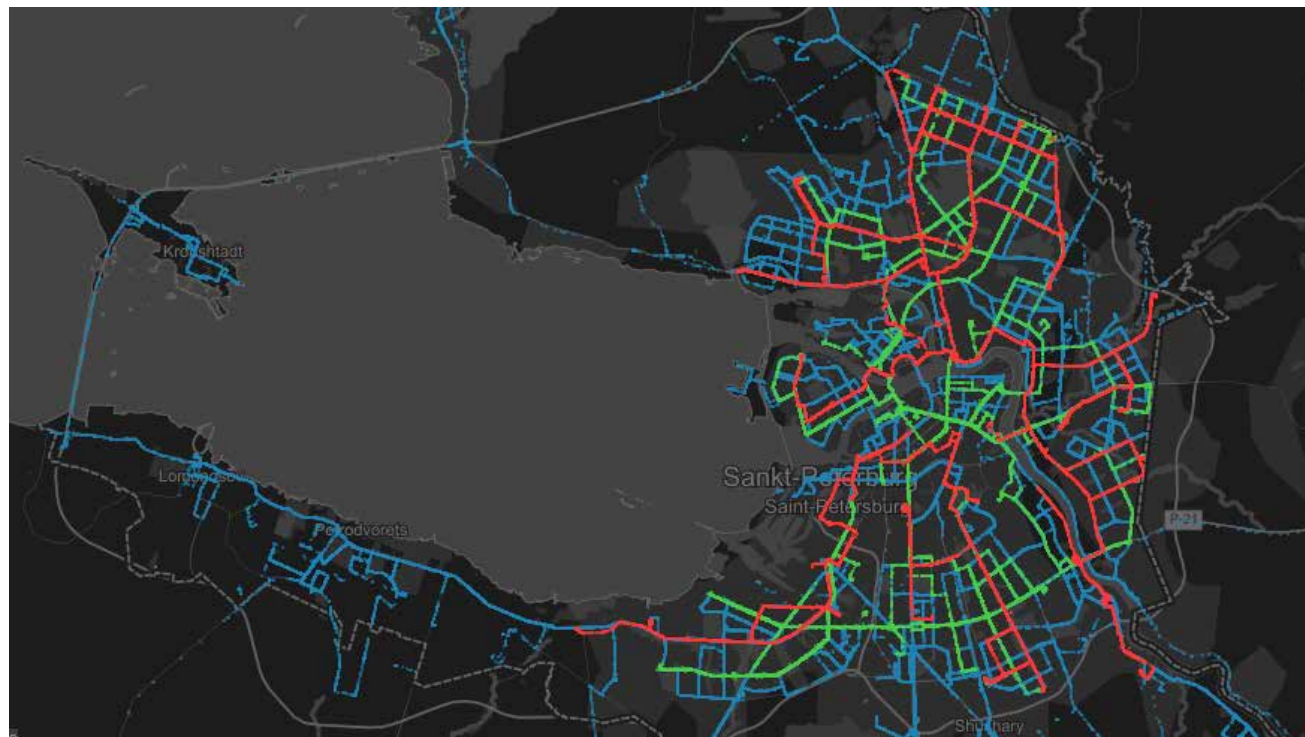 Kronshtadt
Lomonosov
Petrodvorets
Sankt-Peterburg
Saint-Petersburg
P-21
Shushary